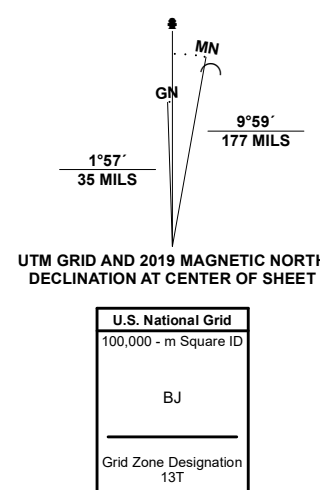 MN
GN
9°59´
177 MILS
1°57´
35 MILS
UTM GRID AND 2019 MAGNETIC NORTH
DECLINATION AT CENTER OF SHEET
U.S. National Grid
100,000 - m Square ID
BJ
Grid Zone Designation
13T